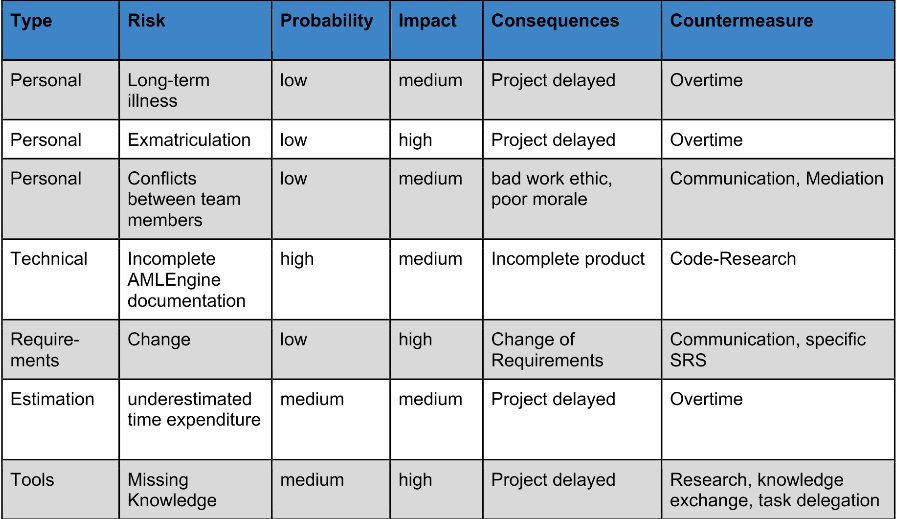 Type Risk Probability Impact Consequences Countermeasure
Personal Long-term low medium Project delayed Overtime
illness
Personal Exmatriculation low high Project delayed Overtime
Personal Conflicts low medium bad work ethic, Communication, Mediation
between team poor morale
members
Technical Incomplete high medium Incomplete product Code-Research
AMLEngine
documentation
Require- Change low high Change of Communication, specific
ments Requirements SRS
Estimation underestimated medium medium Project delayed Overtime
time expenditure
Tools Missing medium high Project delayed Research, knowledge
Knowledge exchange, task delegation